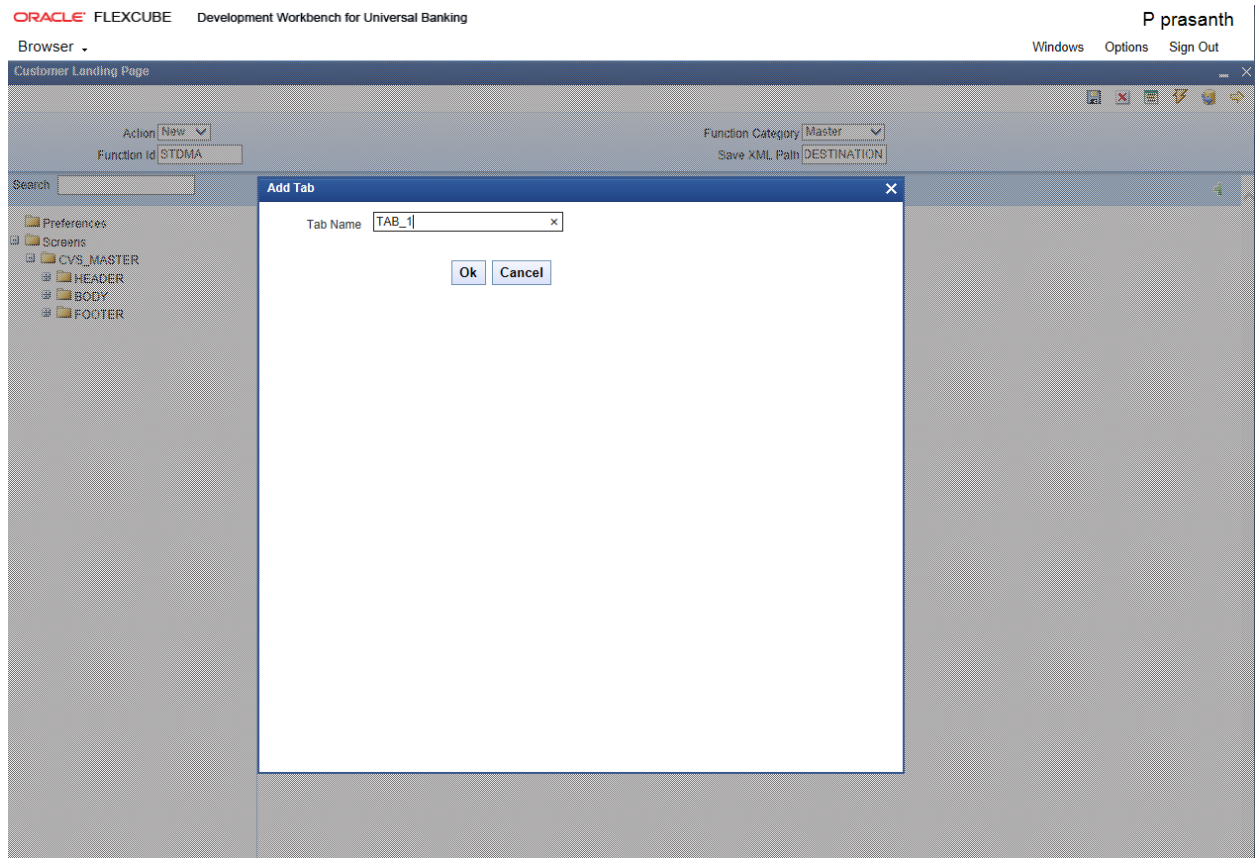 ORACLE FLEXCUBE Development Workbench for Universal Banking P prasanth
Browser Windows Options Sign Out
Customer Landing Page
Action New Function Category Master
Function Id STDMA Save XML Path DESTINATION
Search Add Tab
Preferences Tab Name TAB_1
Screens
CVS_MASTER
HEADER Ok Cancel
BODY
FOOTER